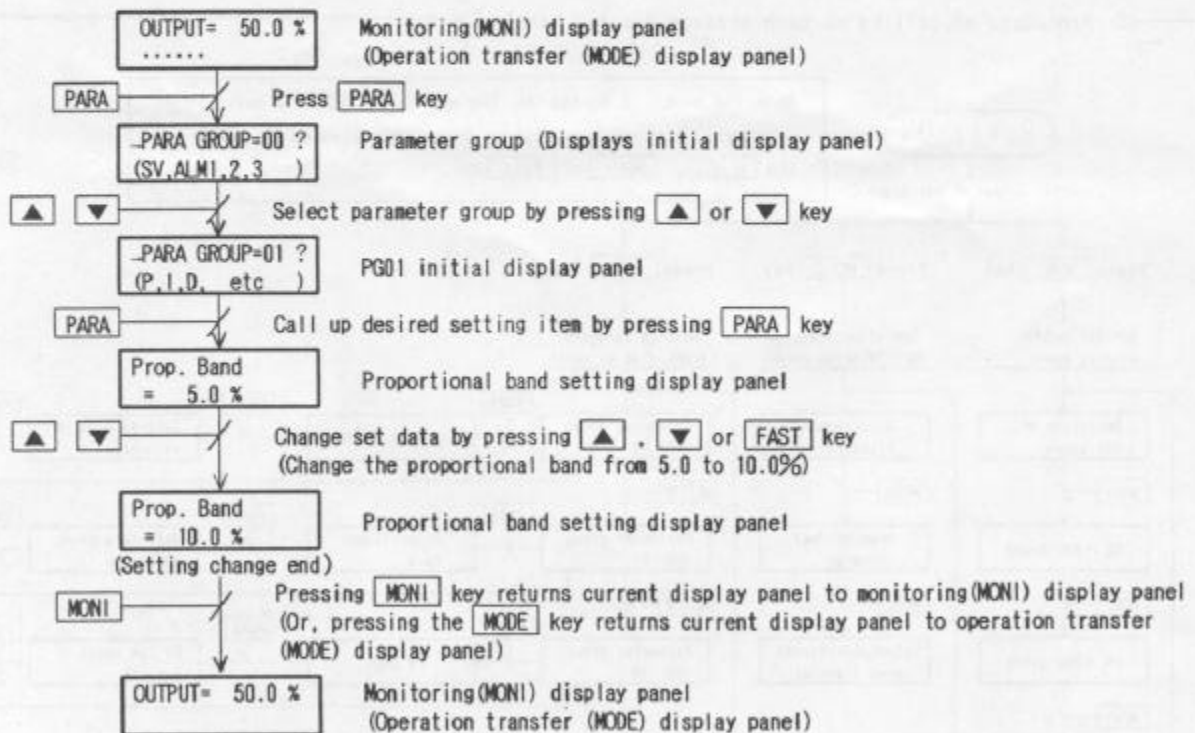 OUTPUT= 50.0 %
......
Monitoring(MONI) display panel
(Operation transfer (MODE) display panel)
PARA
Press PARA key
_PARA GROUP=00 ?
(SV,ALM1,2,3 )
Parameter group (Displays initial display panel)
▲ ▼
Select parameter group by pressing ▲ or ▼ key
_PARA GROUP=01 ?
(P,I,D, etc )
PG01 initial display panel
PARA
Call up desired setting item by pressing PARA key
Prop. Band
= 5.0 %
Proportional band setting display panel
▲ ▼
Change set data by pressing ▲ , ▼ or FAST key
(Change the proportional band from 5.0 to 10.0%)
Prop. Band
= 10.0 %
Proportional band setting display panel
(Setting change end)
MONI
Pressing MONI key returns current display panel to monitoring(MONI) display panel
(Or, pressing the MODE key returns current display panel to operation transfer
(MODE) display panel)
OUTPUT= 50.0 %
Monitoring(MONI) display panel
(Operation transfer (MODE) display panel)